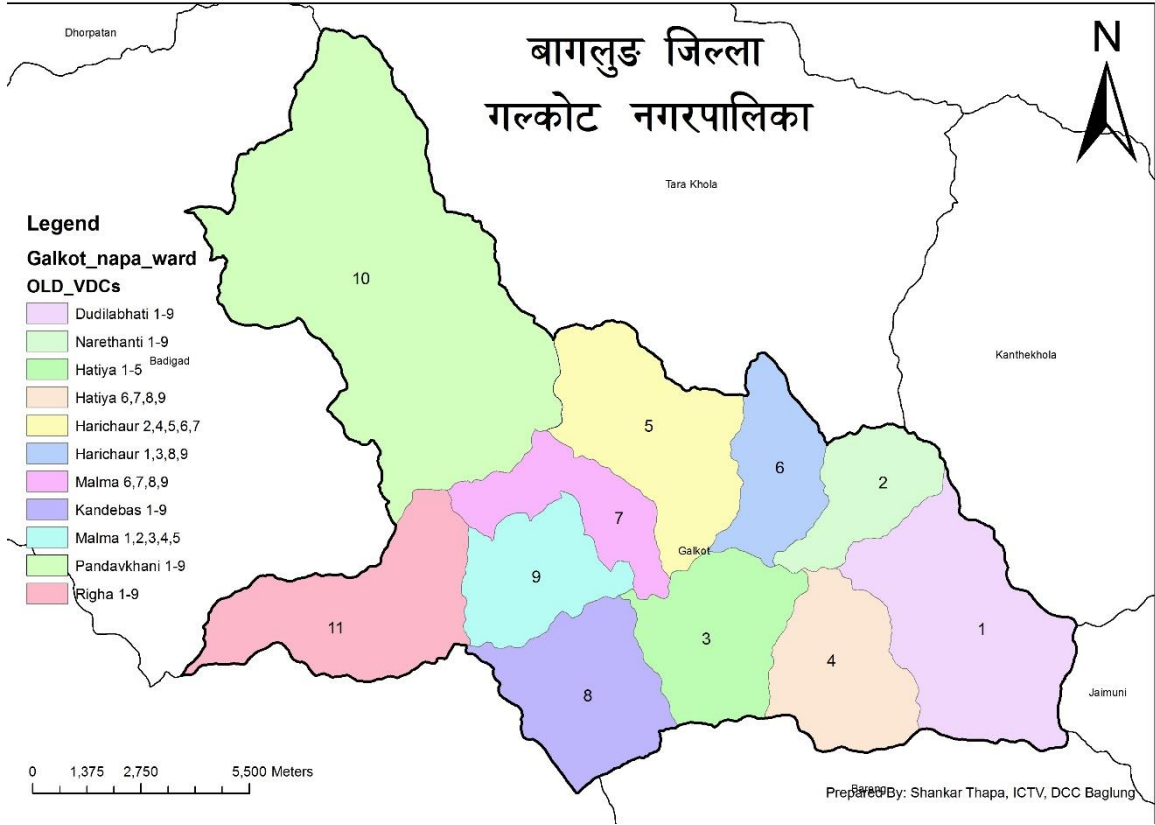 बागलुङ जिल्ला
गल्कोट नगरपालिका
N
Dhorpatan
Tara Khola
Kanthekhola
Legend
Galkot_napa_ward
OLD_VDCs
Dudilabhati 1-9
Narethanti 1-9
Hatiya 1-5
Badigad
Hatiya 6,7,8,9
Harichaur 2,4,5,6,7
Harichaur 1,3,8,9
Malma 6,7,8,9
Kandebas 1-9
Malma 1,2,3,4,5
Pandavkhani 1-9
Righa 1-9
10
5
6
2
7
Galkot
9
11
3
4
1
8
Jaimuni
0 1,375 2,750 5,500 Meters
Barang
Prepared By: Shankar Thapa, ICTV, DCC Baglung